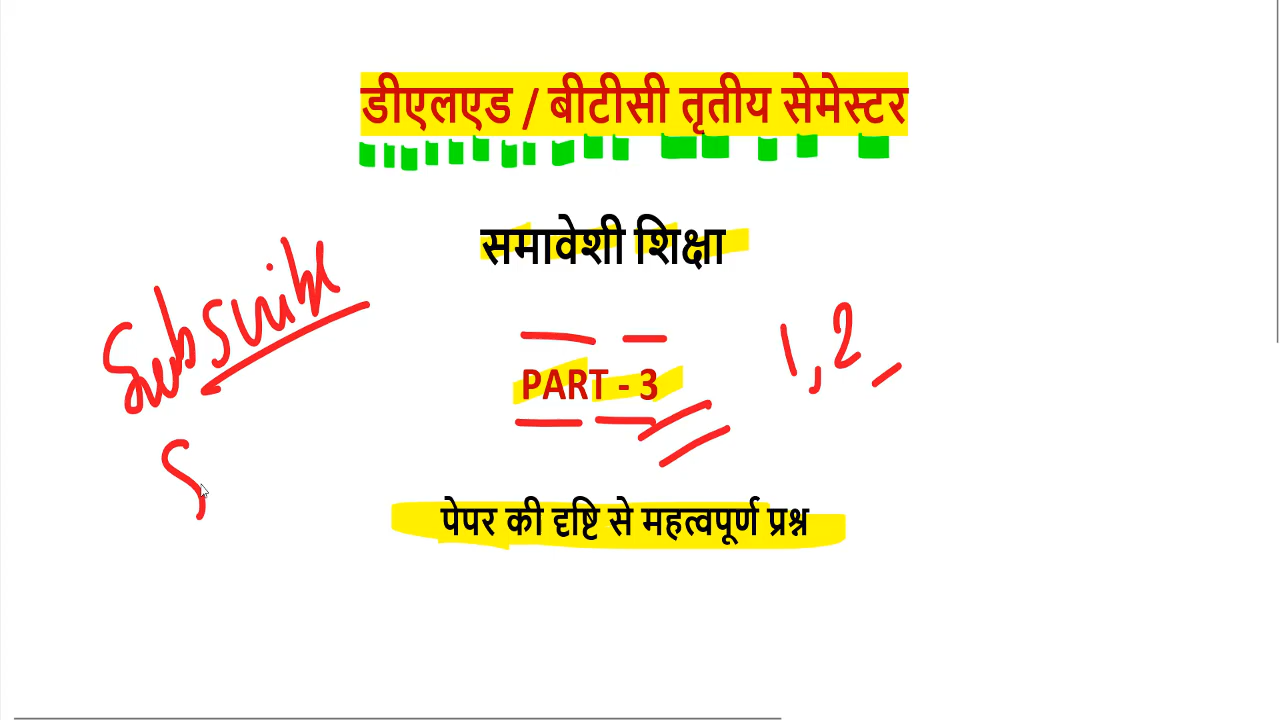 डीएलएड / बीटीसी तृतीय सेमेस्टर
समावेशी शिक्षा
Subscribe
1, 2,
PART - 3
S
पेपर की दृष्टि से महत्वपूर्ण प्रश्न